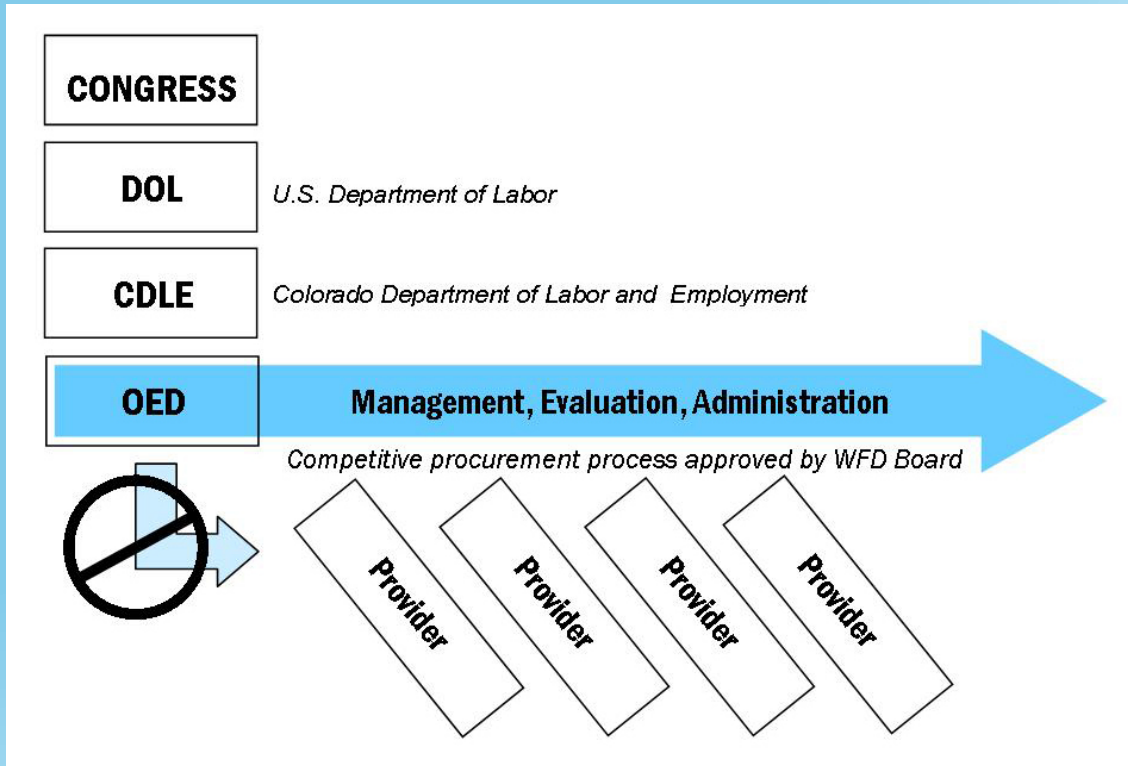 CONGRESS
DOL
U.S. Department of Labor
CDLE
Colorado Department of Labor and Employment
OED
Management, Evaluation, Administration
Competitive procurement process approved by WFD Board
Provider
Provider
Provider
Provider